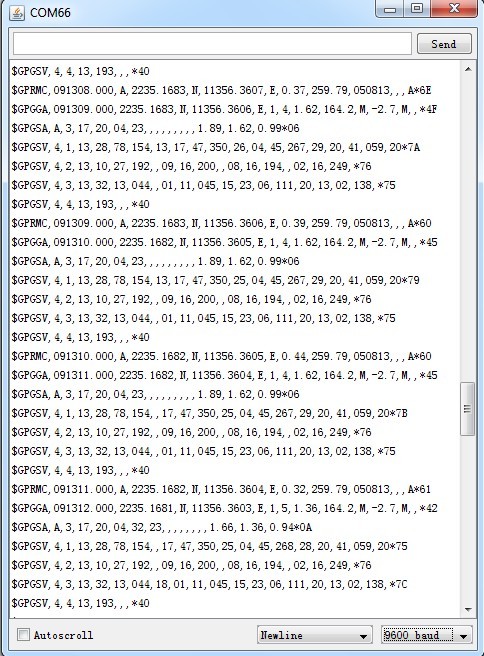 COM66
Send
$GPGSV,4,4,13,193,,,*40
$GPRMC,091308.000,A,2235.1683,N,11356.3607,E,0.37,259.79,050813,,,A*6E
$GPGGA,091309.000,2235.1683,N,11356.3606,E,1,4,1.62,164.2,M,-2.7,M,,*4F
$GPGSA,A,3,17,20,04,23,,,,,,,,,1.89,1.62,0.99*06
$GPGSV,4,1,13,28,78,154,13,17,47,350,26,04,45,267,29,20,41,059,20*7A
$GPGSV,4,2,13,10,27,192,,09,16,200,,08,16,194,,02,16,249,*76
$GPGSV,4,3,13,32,13,044,,01,11,045,15,23,06,111,20,13,02,138,*75
$GPGSV,4,4,13,193,,,*40
$GPRMC,091309.000,A,2235.1683,N,11356.3606,E,0.39,259.79,050813,,,A*60
$GPGGA,091310.000,2235.1682,N,11356.3605,E,1,4,1.62,164.2,M,-2.7,M,,*45
$GPGSA,A,3,17,20,04,23,,,,,,,,,1.89,1.62,0.99*06
$GPGSV,4,1,13,28,78,154,13,17,47,350,25,04,45,267,29,20,41,059,20*79
$GPGSV,4,2,13,10,27,192,,09,16,200,,08,16,194,,02,16,249,*76
$GPGSV,4,3,13,32,13,044,,01,11,045,15,23,06,111,20,13,02,138,*75
$GPGSV,4,4,13,193,,,*40
$GPRMC,091310.000,A,2235.1682,N,11356.3605,E,0.44,259.79,050813,,,A*60
$GPGGA,091311.000,2235.1682,N,11356.3604,E,1,4,1.62,164.2,M,-2.7,M,,*45
$GPGSA,A,3,17,20,04,23,,,,,,,,,1.89,1.62,0.99*06
$GPGSV,4,1,13,28,78,154,,17,47,350,25,04,45,267,29,20,41,059,20*7B
$GPGSV,4,2,13,10,27,192,,09,16,200,,08,16,194,,02,16,249,*76
$GPGSV,4,3,13,32,13,044,,01,11,045,15,23,06,111,20,13,02,138,*75
$GPGSV,4,4,13,193,,,*40
$GPRMC,091311.000,A,2235.1682,N,11356.3604,E,0.32,259.79,050813,,,A*61
$GPGGA,091312.000,2235.1681,N,11356.3603,E,1,5,1.36,164.2,M,-2.7,M,,*42
$GPGSA,A,3,17,20,04,32,23,,,,,,,,1.66,1.36,0.94*0A
$GPGSV,4,1,13,28,78,154,,17,47,350,25,04,45,268,28,20,41,059,20*75
$GPGSV,4,2,13,10,27,192,,09,16,200,,08,16,194,,02,16,249,*76
$GPGSV,4,3,13,32,13,044,18,01,11,045,15,23,06,111,20,13,02,138,*7C
$GPGSV,4,4,13,193,,,*40
Autoscroll
Newline
9600 baud